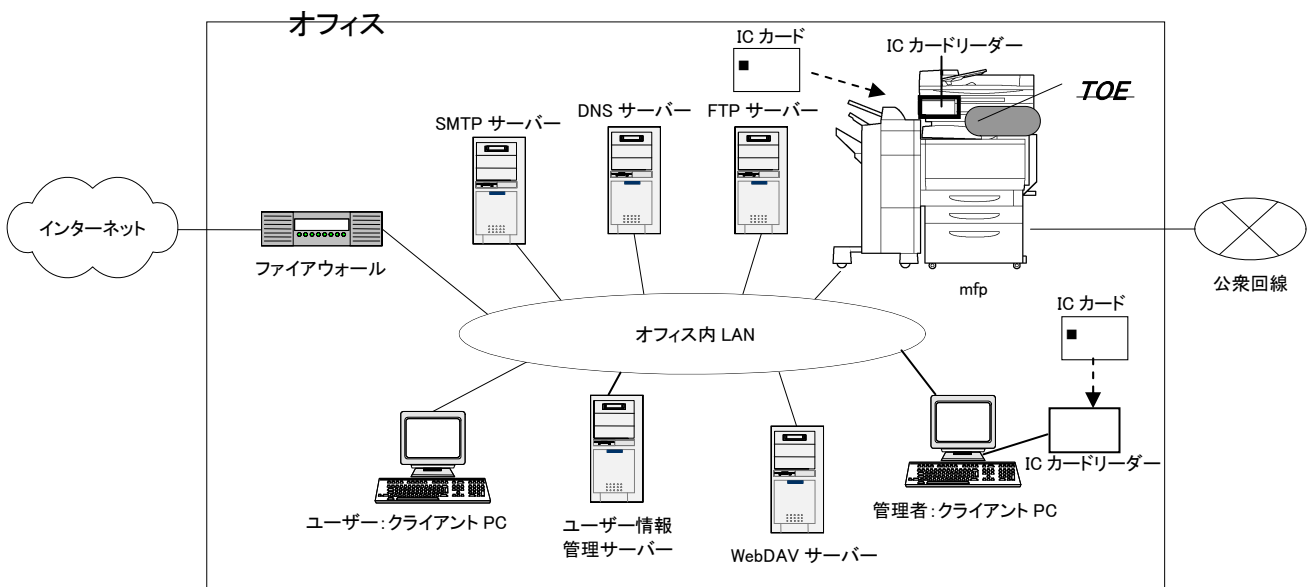 オフィス
IC カード
IC カードリーダー
TOE
SMTP サーバー
DNS サーバー
FTP サーバー
インターネット
ファイアウォール
mfp
公衆回線
オフィス内 LAN
IC カード
IC カードリーダー
ユーザー:クライアント PC
ユーザー情報
管理サーバー
WebDAV サーバー
管理者:クライアント PC